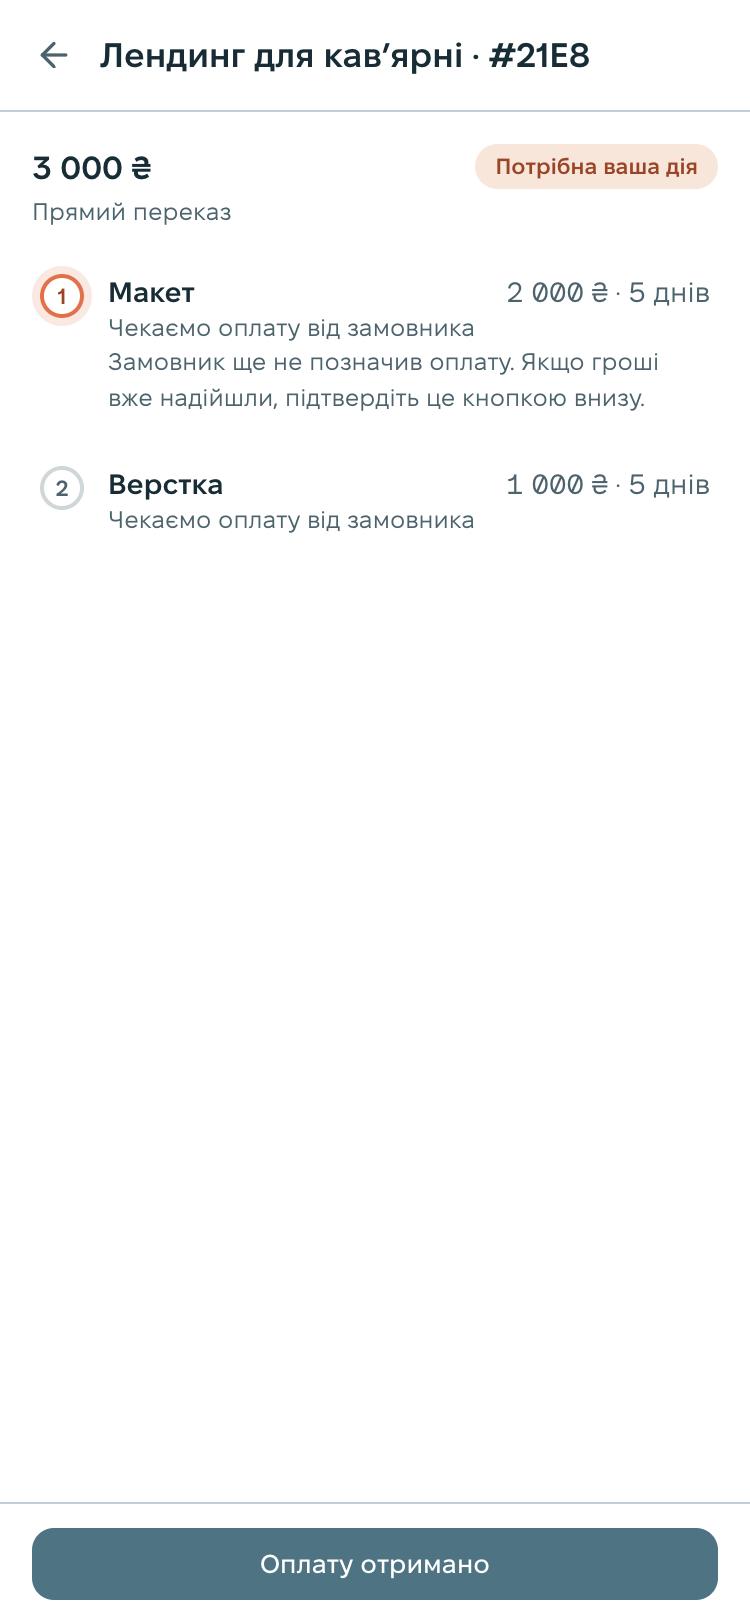 Лендинг для кав’ярні · #21E8
3 000 ₴
Потрібна ваша дія
Прямий переказ
1
Макет
2 000 ₴ · 5 днів
Чекаємо оплату від замовника
Замовник ще не позначив оплату. Якщо гроші
вже надійшли, підтвердіть це кнопкою внизу.
2
Верстка
1 000 ₴ · 5 днів
Чекаємо оплату від замовника
Оплату отримано